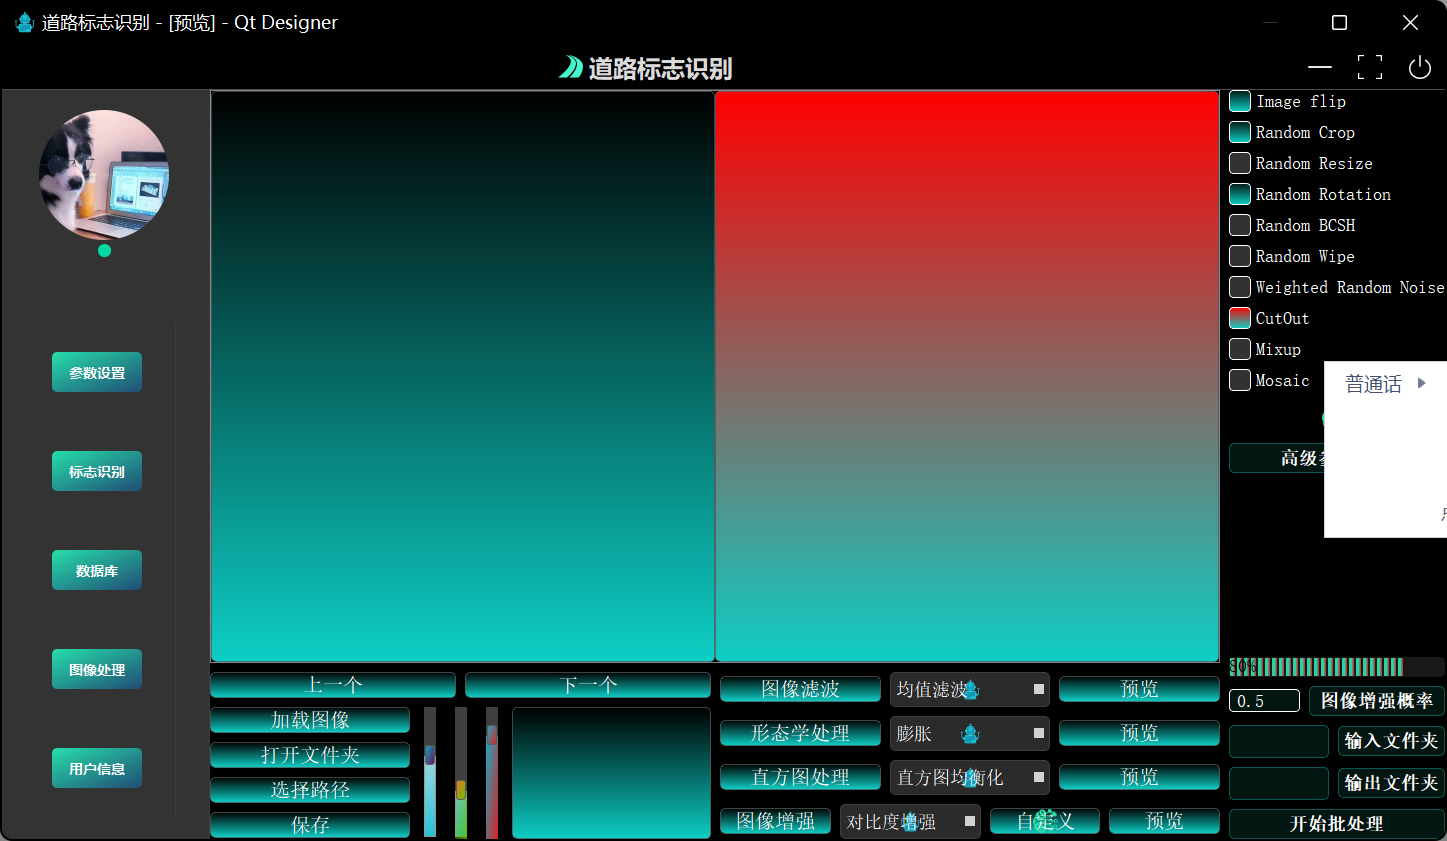 道路标志识别 - [预览] - Qt Designer
道路标志识别
参数设置
标志识别
数据库
图像处理
用户信息
Image flip
Random Crop
Random Resize
Random Rotation
Random BCSH
Random Wipe
Weighted Random Noise
CutOut
Mixup
Mosaic
普通话
高级
80%
0.5 图像增强概率
输入文件夹
输出文件夹
开始批处理
上一个 下一个
加载图像
打开文件夹
选择路径
保存
图像滤波 均值滤波 预览
形态学处理 膨胀 预览
直方图处理 直方图均衡化 预览
图像增强 对比度增强 自定义 预览